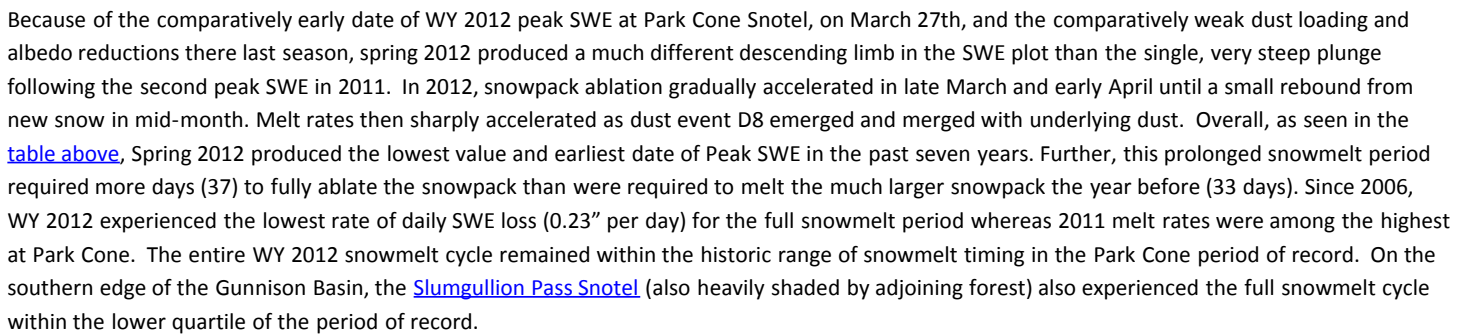 Because of the comparatively early date of WY 2012 peak SWE at Park Cone Snotel, on March 27th, and the comparatively weak dust loading and
albedo reductions there last season, spring 2012 produced a much different descending limb in the SWE plot than the single, very steep plunge
following the second peak SWE in 2011.  In 2012, snowpack ablation gradually accelerated in late March and early April until a small rebound from
new snow in mid-month. Melt rates then sharply accelerated as dust event D8 emerged and merged with underlying dust.  Overall, as seen in the
table above, Spring 2012 produced the lowest value and earliest date of Peak SWE in the past seven years. Further, this prolonged snowmelt period
required more days (37) to fully ablate the snowpack than were required to melt the much larger snowpack the year before (33 days). Since 2006,
WY 2012 experienced the lowest rate of daily SWE loss (0.23” per day) for the full snowmelt period whereas 2011 melt rates were among the highest
at Park Cone.  The entire WY 2012 snowmelt cycle remained within the historic range of snowmelt timing in the Park Cone period of record.  On the
southern edge of the Gunnison Basin, the Slumgullion Pass Snotel (also heavily shaded by adjoining forest) also experienced the full snowmelt cycle
within the lower quartile of the period of record.